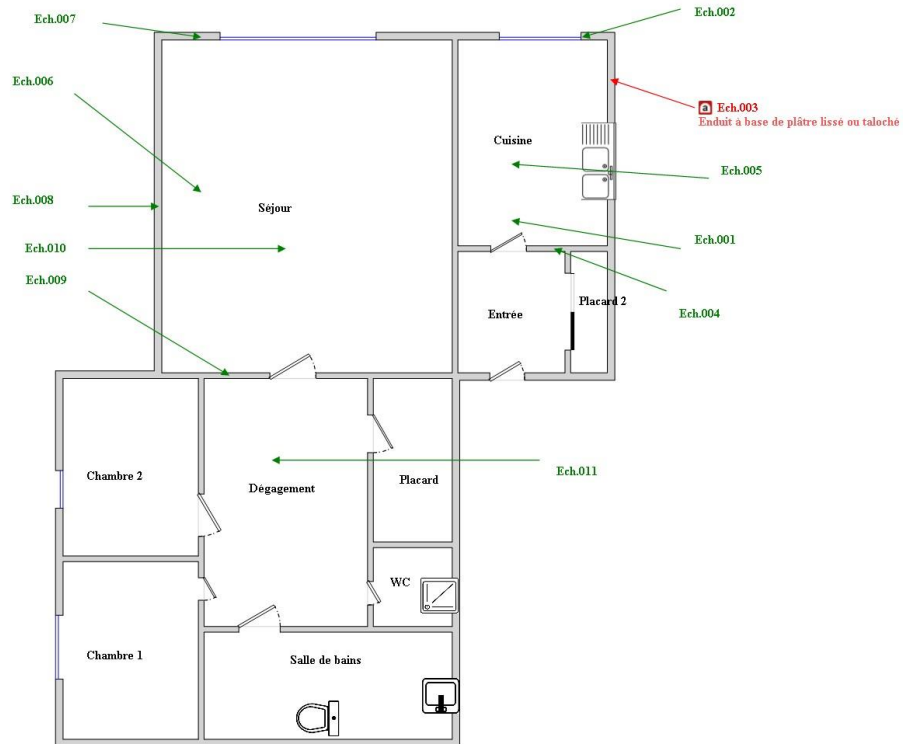 Ech.007
Ech.002
Ech.006
a Ech.003
Enduit à base de plâtre lissé ou taloché
Cuisine
Ech.005
Ech.008
Séjour
Ech.010
Ech.001
Ech.009
Placard 2
Entrée
Ech.004
Chambre 2
Dégagement
Placard
Ech.011
WC
Chambre 1
Salle de bains